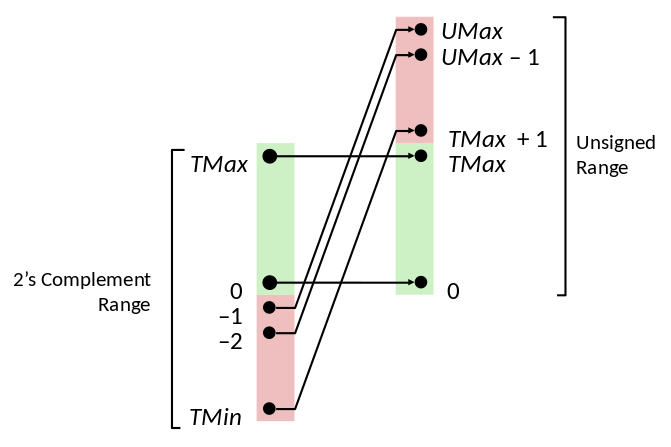 UMax
UMax – 1
TMax + 1
TMax
Unsigned
Range
TMax
2’s Complement
Range
0
0
–1
–2
TMin